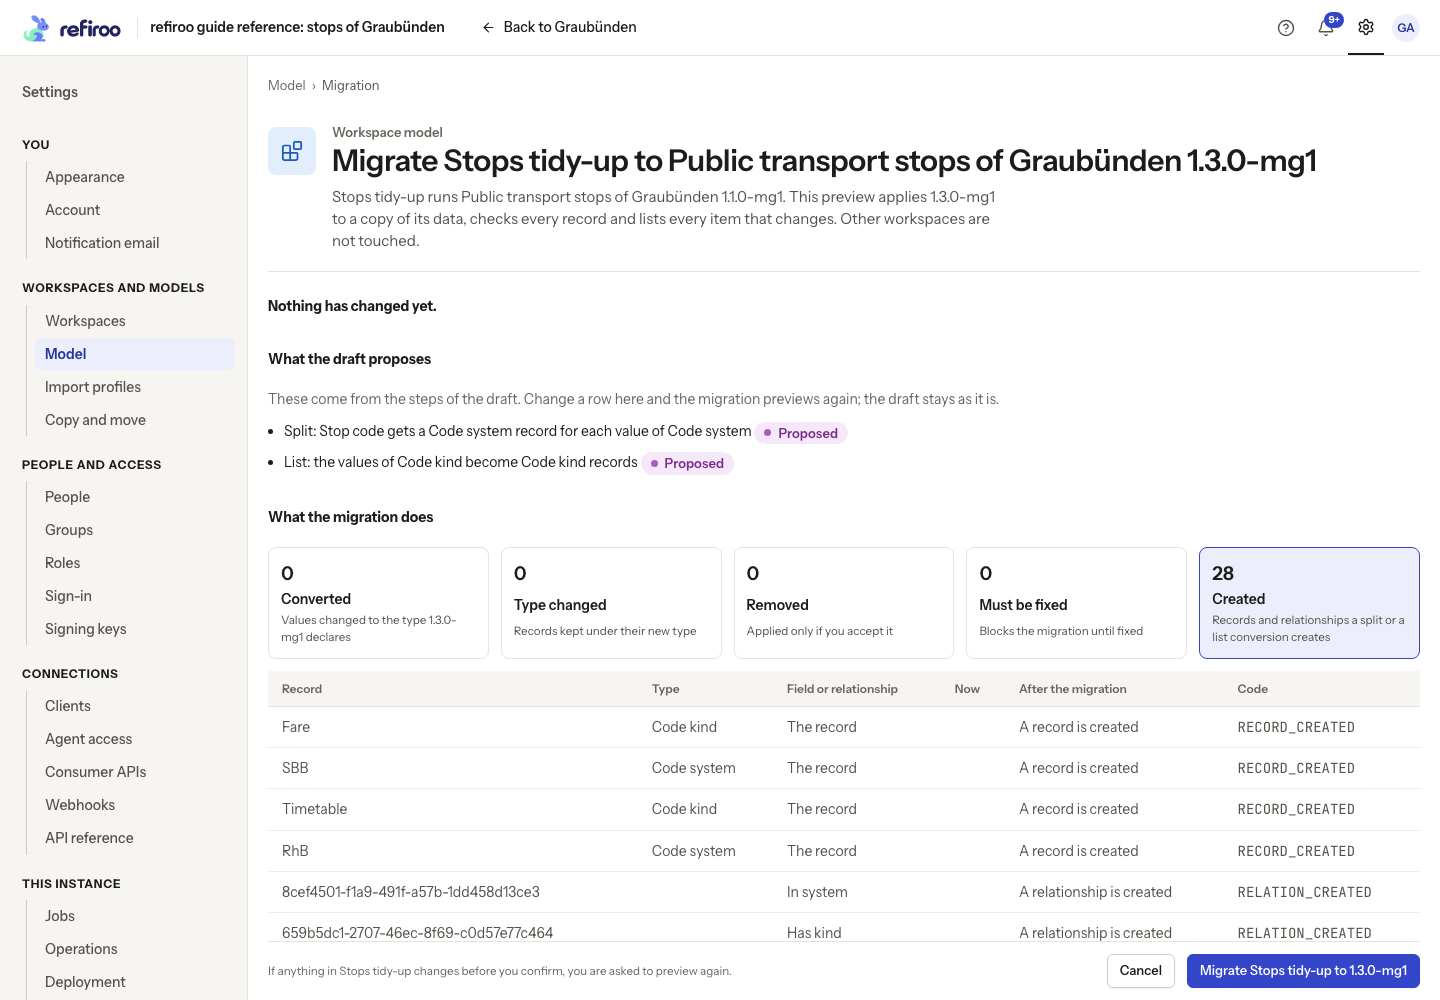 refiroo
refiroo guide reference: stops of Graubünden
← Back to Graubünden
9+
GA
Settings
YOU
Appearance
Account
Notification email
WORKSPACES AND MODELS
Workspaces
Model
Import profiles
Copy and move
PEOPLE AND ACCESS
People
Groups
Roles
Sign-in
Signing keys
CONNECTIONS
Clients
Agent access
Consumer APIs
Webhooks
API reference
THIS INSTANCE
Jobs
Operations
Deployment
Model › Migration
Workspace model
Migrate Stops tidy-up to Public transport stops of Graubünden 1.3.0-mg1
Stops tidy-up runs Public transport stops of Graubünden 1.1.0-mg1. This preview applies 1.3.0-mg1
to a copy of its data, checks every record and lists every item that changes. Other workspaces are
not touched.
Nothing has changed yet.
What the draft proposes
These come from the steps of the draft. Change a row here and the migration previews again; the draft stays as it is.
• Split: Stop code gets a Code system record for each value of Code system Proposed
• List: the values of Code kind become Code kind records Proposed
What the migration does
0
Converted
Values changed to the type 1.3.0-
mg1 declares
0
Type changed
Records kept under their new type
0
Removed
Applied only if you accept it
0
Must be fixed
Blocks the migration until fixed
28
Created
Records and relationships a split or a
list conversion creates
Record Type Field or relationship Now After the migration Code
Fare Code kind The record A record is created RECORD_CREATED
SBB Code system The record A record is created RECORD_CREATED
Timetable Code kind The record A record is created RECORD_CREATED
RhB Code system The record A record is created RECORD_CREATED
8cef4501-f1a9-491f-a57b-1dd458d13ce3 In system A relationship is created RELATION_CREATED
659b5dc1-2707-46ec-8f69-c0d57e77c464 Has kind A relationship is created RELATION_CREATED
If anything in Stops tidy-up changes before you confirm, you are asked to preview again.
Cancel
Migrate Stops tidy-up to 1.3.0-mg1